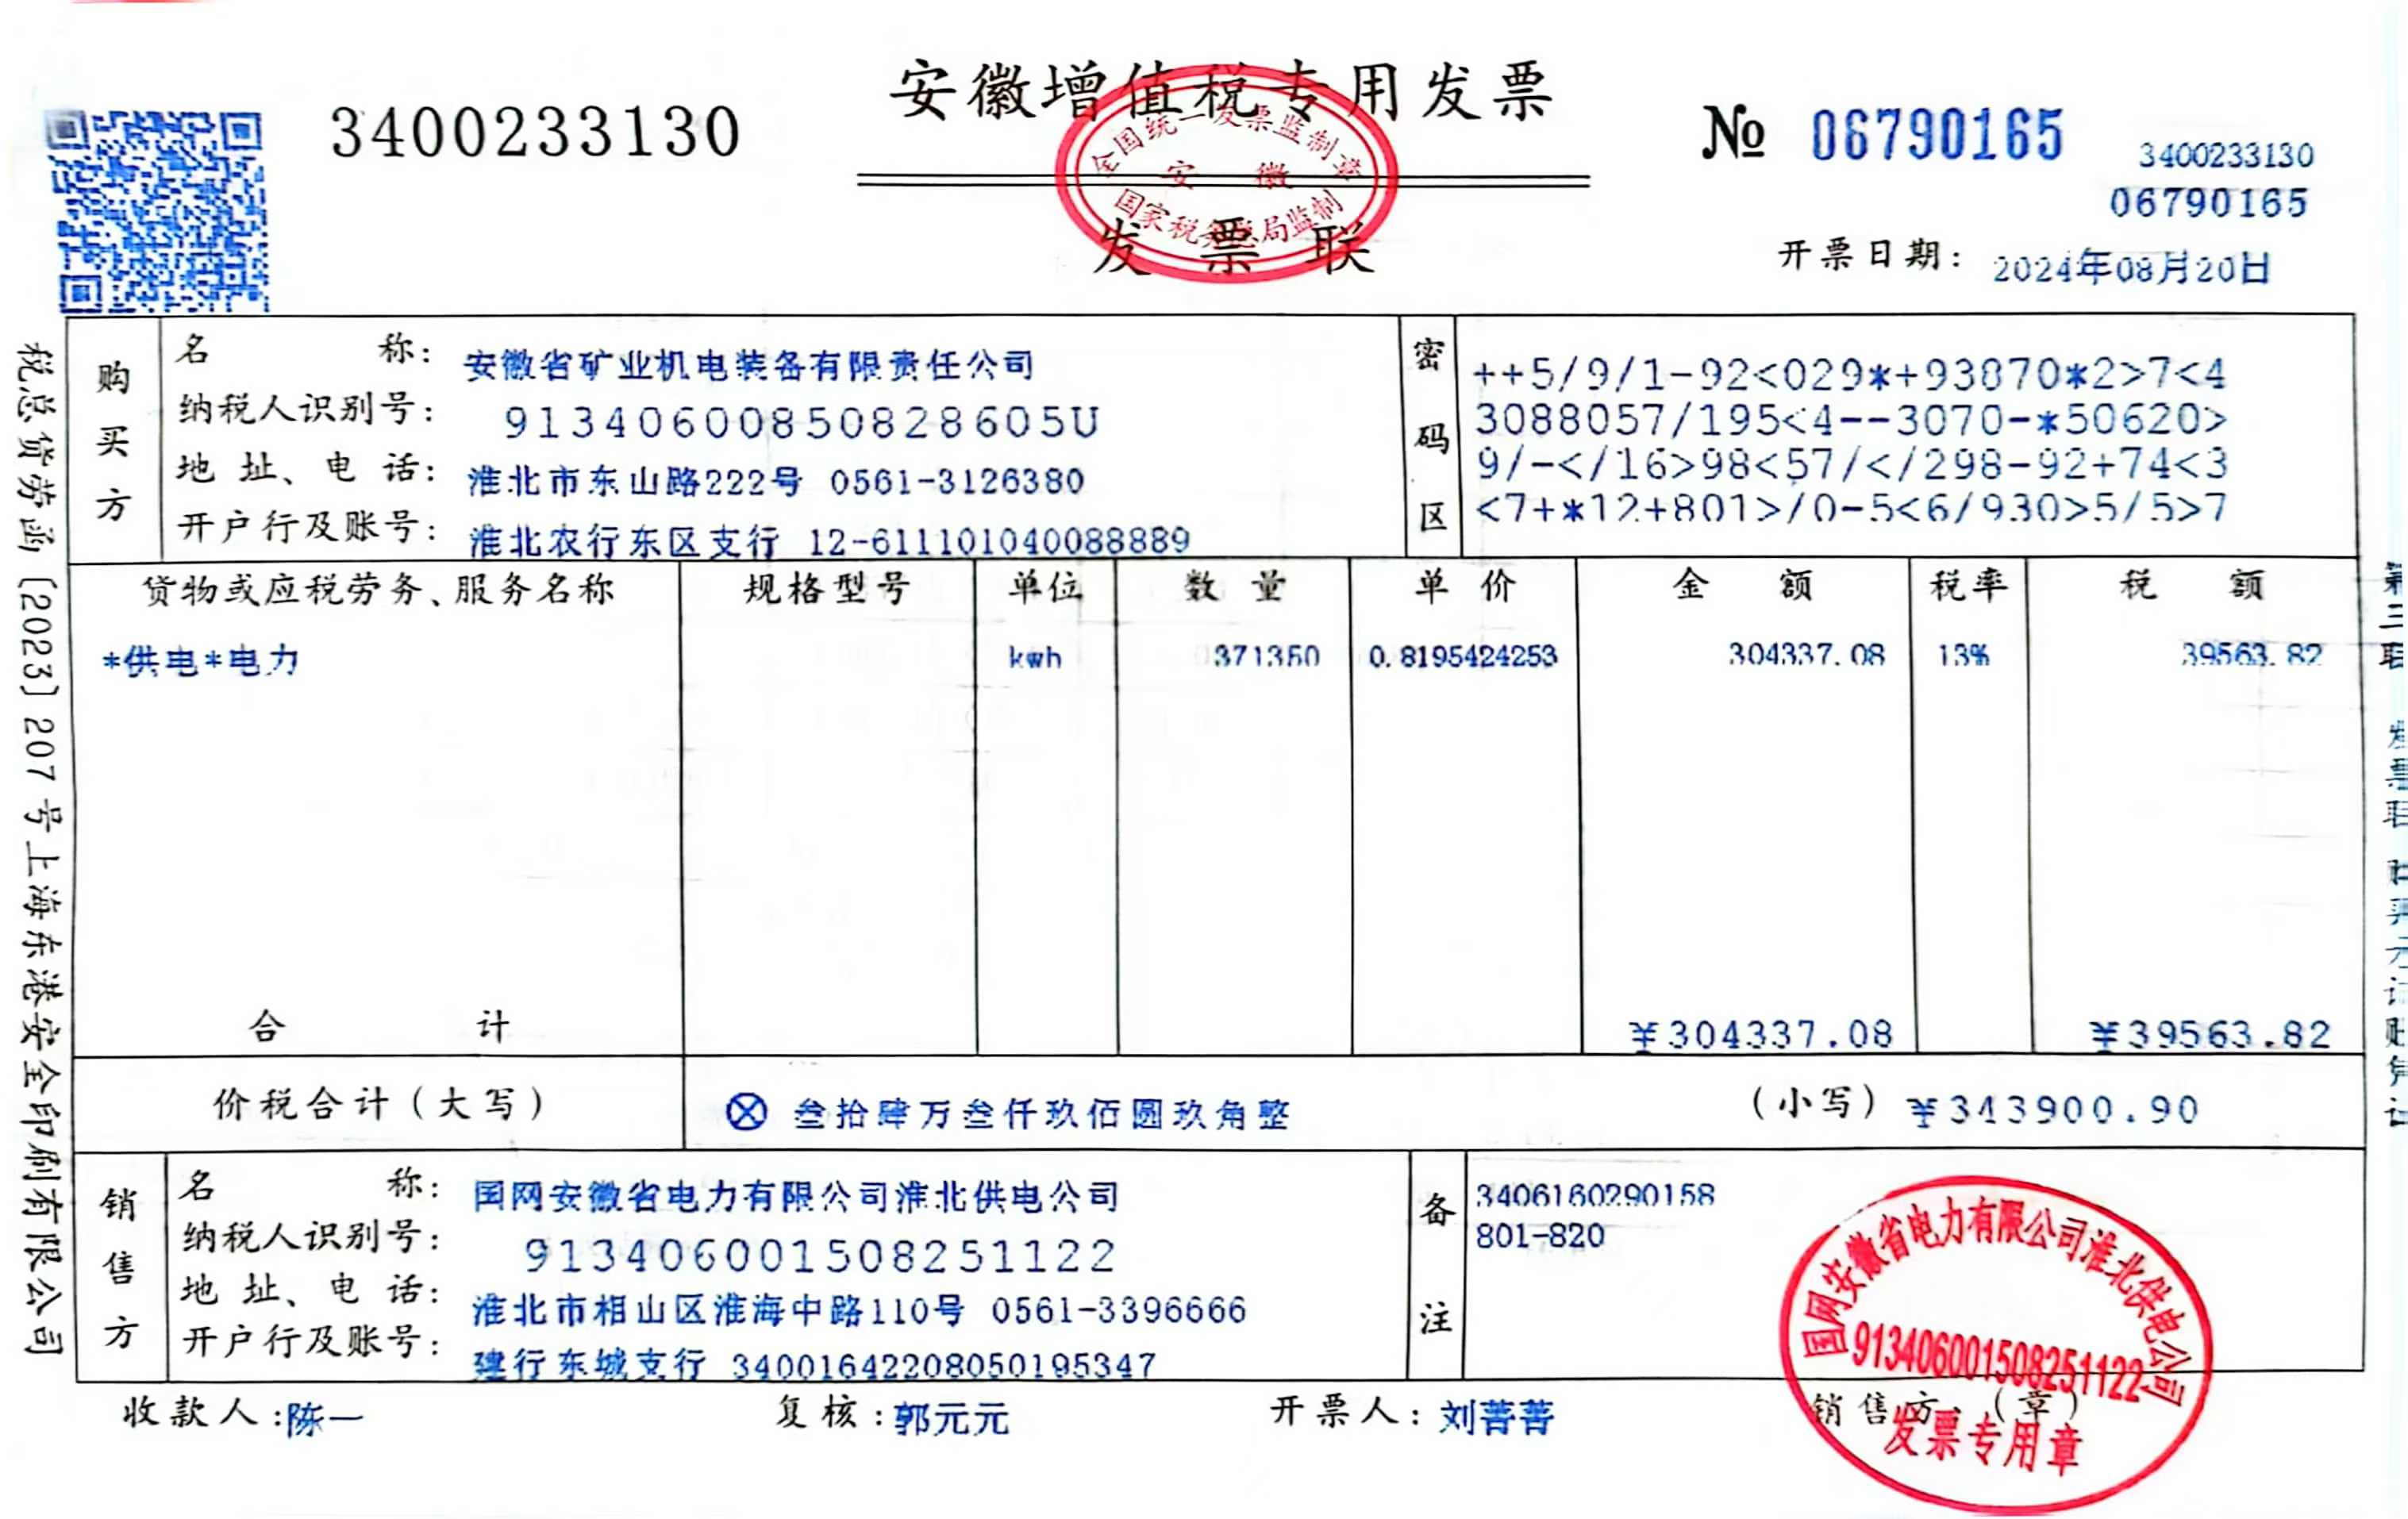 安徽增值税专用发票
3400233130
№ 06790165
3400233130
06790165
全国统一发票监制章
安徽
国家税务总局监制
发票联
开票日期: 2024年08月20日
税总货劳函〔2023〕207号上海东港安全印刷有限公司
购买方
名称: 安徽省矿业机电装备有限责任公司
纳税人识别号: 91340600850828605U
地址、电话: 淮北市东山路222号 0561-3126380
开户行及账号: 淮北农行东区支行 12-611101040088889
密码区
++5/9/1-92<029*+93870*2>7<4
3088057/195<4--3070-*50620>
9/-</16>98<57/</298-92+74<3
<7+*12+801>/0-5<6/930>5/5>7
货物或应税劳务、服务名称 规格型号 单位 数量 单价 金额 税率 税额
*供电*电力 kwh 371350 0.8195424253 304337.08 13% 39563.82
合计 ¥304337.08 ¥39563.82
价税合计(大写) ⊗ 叁拾肆万叁仟玖佰圆玖角整 (小写) ¥343900.90
销售方
名称: 国网安徽省电力有限公司淮北供电公司
纳税人识别号: 913406001508251122
地址、电话: 淮北市相山区淮海中路110号 0561-3396666
开户行及账号: 建行东城支行 34001642208050195347
备注
3406160290158
801-820
国网安徽省电力有限公司淮北供电公司
913406001508251122
发票专用章
收款人:陈一 复核:郭元元 开票人:刘菁菁 销售方:(章)
第三联 发票联